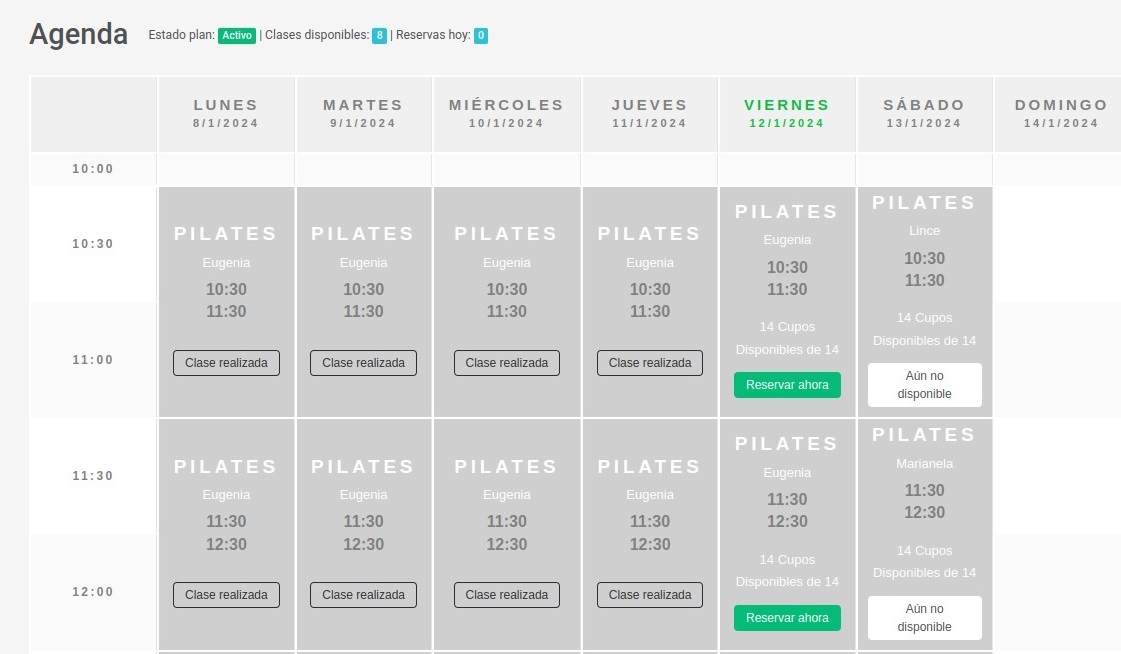 Agenda
Estado plan: Activo | Clases disponibles: 8 | Reservas hoy: 0
LUNES MARTES MIÉRCOLES JUEVES VIERNES SÁBADO DOMINGO
8/1/2024 9/1/2024 10/1/2024 11/1/2024 12/1/2024 13/1/2024 14/1/2024
10:00
10:30
PILATES
Eugenia
10:30
11:30
Clase realizada
PILATES
Eugenia
10:30
11:30
Clase realizada
PILATES
Eugenia
10:30
11:30
Clase realizada
PILATES
Eugenia
10:30
11:30
Clase realizada
PILATES
Eugenia
10:30
11:30
14 Cupos
Disponibles de 14
Reservar ahora
PILATES
Lince
10:30
11:30
14 Cupos
Disponibles de 14
Aún no
disponible
11:00
11:30
PILATES
Eugenia
11:30
12:30
Clase realizada
PILATES
Eugenia
11:30
12:30
Clase realizada
PILATES
Eugenia
11:30
12:30
Clase realizada
PILATES
Eugenia
11:30
12:30
Clase realizada
PILATES
Eugenia
11:30
12:30
14 Cupos
Disponibles de 14
Reservar ahora
PILATES
Marianela
11:30
12:30
14 Cupos
Disponibles de 14
Aún no
disponible
12:00